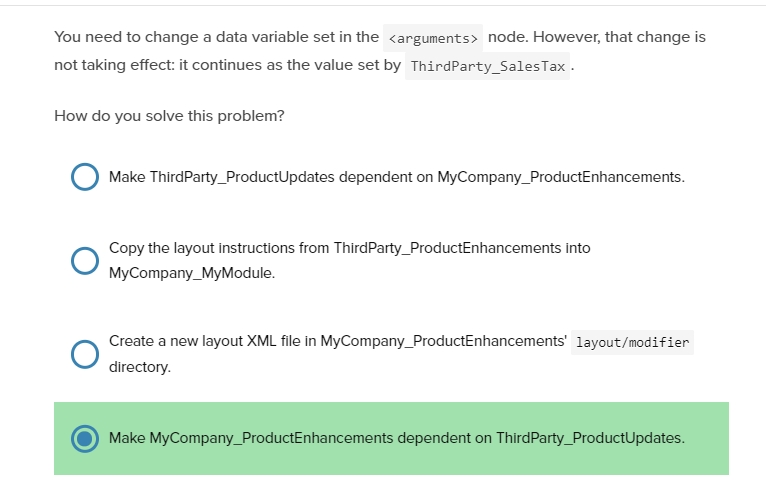 You need to change a data variable set in the <arguments> node. However, that change is
not taking effect: it continues as the value set by ThirdParty_SalesTax .
How do you solve this problem?
Make ThirdParty_ProductUpdates dependent on MyCompany_ProductEnhancements.
Copy the layout instructions from ThirdParty_ProductEnhancements into
MyCompany_MyModule.
Create a new layout XML file in MyCompany_ProductEnhancements' layout/modifier
directory.
Make MyCompany_ProductEnhancements dependent on ThirdParty_ProductUpdates.